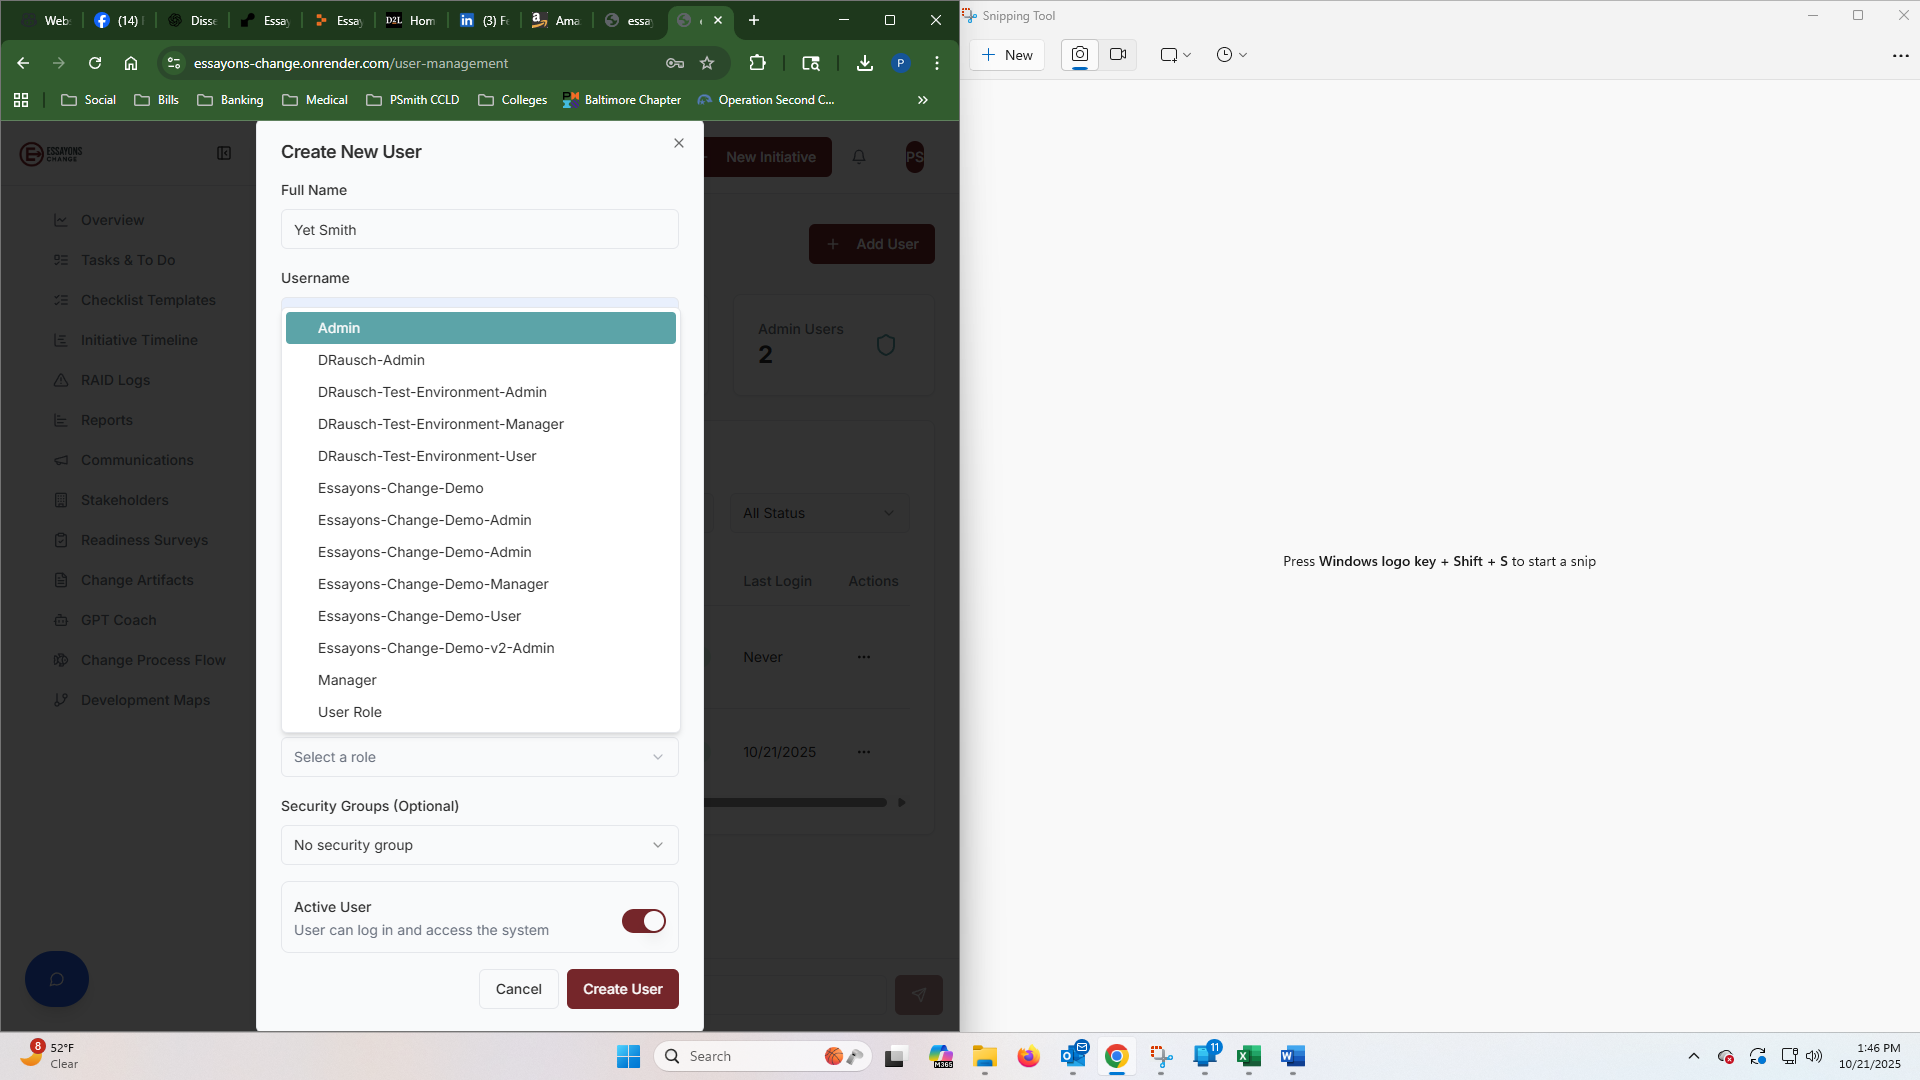 Webs
(14)
Disse
Essay
Essay
D2L
Hom
(3) Fe
Ama
essay
e
Snipping Tool
essayons-change.onrender.com/user-management
P
New
Social
Bills
Banking
Medical
PSmith CCLD
Colleges
Baltimore Chapter
Operation Second C...
ESSAYONS
CHANGE
Create New User
New Initiative
PS
Full Name
Yet Smith
Add User
Username
Overview
Tasks & To Do
Checklist Templates
Initiative Timeline
RAID Logs
Reports
Communications
Stakeholders
Readiness Surveys
Change Artifacts
GPT Coach
Change Process Flow
Development Maps
Admin
DRausch-Admin
DRausch-Test-Environment-Admin
DRausch-Test-Environment-Manager
DRausch-Test-Environment-User
Essayons-Change-Demo
Essayons-Change-Demo-Admin
Essayons-Change-Demo-Admin
Essayons-Change-Demo-Manager
Essayons-Change-Demo-User
Essayons-Change-Demo-v2-Admin
Manager
User Role
Admin Users
2
All Status
Last Login Actions
Never
10/21/2025
Select a role
Security Groups (Optional)
No security group
Active User
User can log in and access the system
Cancel
Create User
Press Windows logo key + Shift + S to start a snip
8
52°F
Clear
Search
M365
11
1:46 PM
10/21/2025